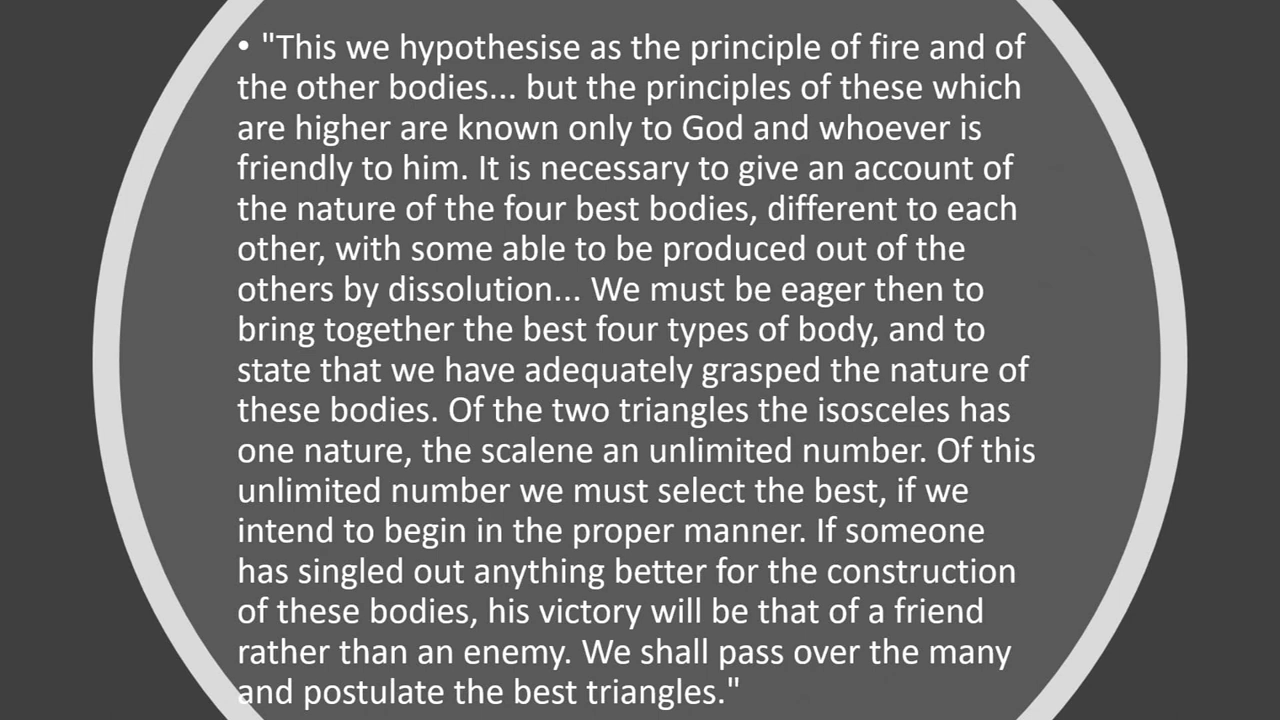 • "This we hypothesise as the principle of fire and of
the other bodies... but the principles of these which
are higher are known only to God and whoever is
friendly to him. It is necessary to give an account of
the nature of the four best bodies, different to each
other, with some able to be produced out of the
others by dissolution... We must be eager then to
bring together the best four types of body, and to
state that we have adequately grasped the nature of
these bodies. Of the two triangles the isosceles has
one nature, the scalene an unlimited number. Of this
unlimited number we must select the best, if we
intend to begin in the proper manner. If someone
has singled out anything better for the construction
of these bodies, his victory will be that of a friend
rather than an enemy. We shall pass over the many
and postulate the best triangles."